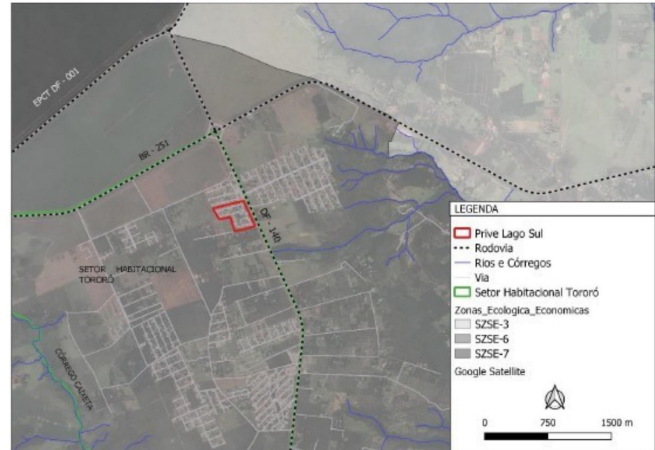 EPCT DF - 001
BR - 251
DF - 140
SETOR HABITACIONAL
TORORÓ
CÓRREGO CAXETA
LEGENDA
Prive Lago Sul
Rodovia
Rios e Córregos
Via
Setor Habitacional Tororó
Zonas_Ecologica_Economicas
SZSE-3
SZSE-6
SZSE-7
Google Satellite
0 750 1500 m